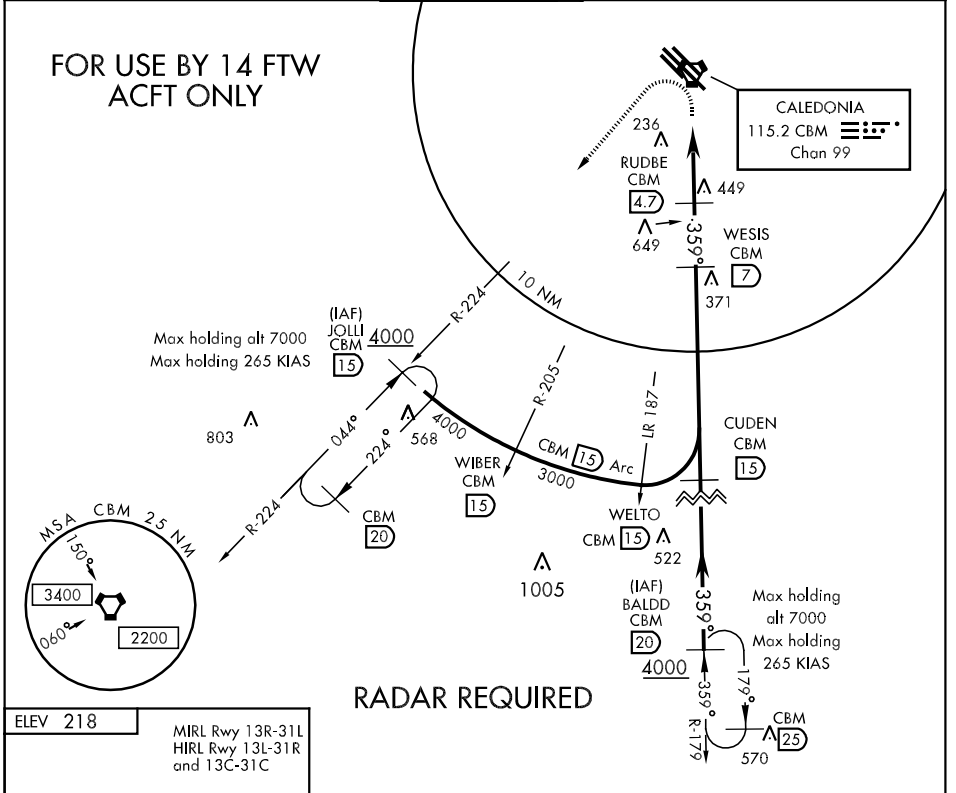 FOR USE BY 14 FTW
ACFT ONLY
CALEDONIA
115.2 CBM
Chan 99
236
RUDBE
CBM
4.7
449
649
359°
WESIS
CBM
7
371
10 NM
R-224
(IAF)
JOLLI
CBM
15
4000
Max holding alt 7000
Max holding 265 KIAS
803
044°
224°
568
4000
R-205
LR 187
CBM 15 Arc
3000
WIBER
CBM
15
CUDEN
CBM
15
R-224
CBM
20
WELTO
CBM 15
522
1005
MSA CBM 25 NM
150°
3400
060°
2200
359°
(IAF)
BALDD
CBM
20
4000
Max holding
alt 7000
Max holding
265 KIAS
359°
179°
R-179
CBM
25
570
RADAR REQUIRED
ELEV 218
MIRL Rwy 13R-31L
HIRL Rwy 13L-31R
and 13C-31C